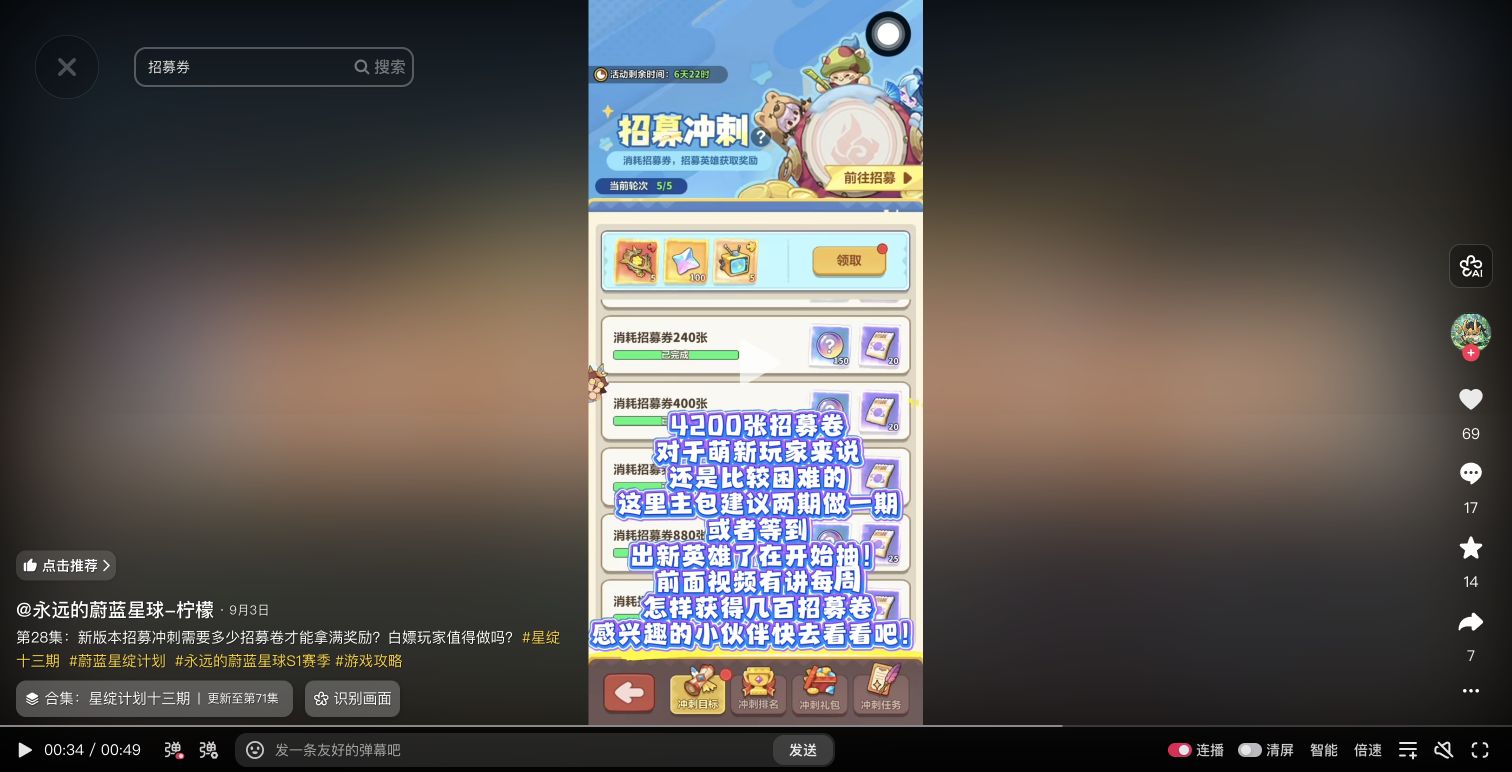 招募券
搜索
活动剩余时间：6天22时
招募冲刺
?
消耗招募券，招募英雄获取奖励
当前轮次 5/5
前往招募
5
100
5
领取
消耗招募券240张
已完成
150
20
消耗招募券400张
20
消耗招募
消耗招募券880张
25
消耗招
4200张招募卷
对于萌新玩家来说
还是比较困难的
这里主包建议两期做一期
或者等到
出新英雄了在开始抽！
前面视频有讲每周
怎样获得几百招募卷
感兴趣的小伙伴快去看看吧！
冲刺目标
冲刺排名
冲刺礼包
冲刺任务
AI
69
17
14
7
点击推荐
@永远的蔚蓝星球-柠檬 · 9月3日
第28集：新版本招募冲刺需要多少招募卷才能拿满奖励？白嫖玩家值得做吗？ #星绽
十三期 #蔚蓝星绽计划 #永远的蔚蓝星球S1赛季 #游戏攻略
合集：星绽计划十三期 | 更新至第71集
识别画面
00:34 / 00:49
弹
弹
发一条友好的弹幕吧
发送
连播
清屏
智能
倍速